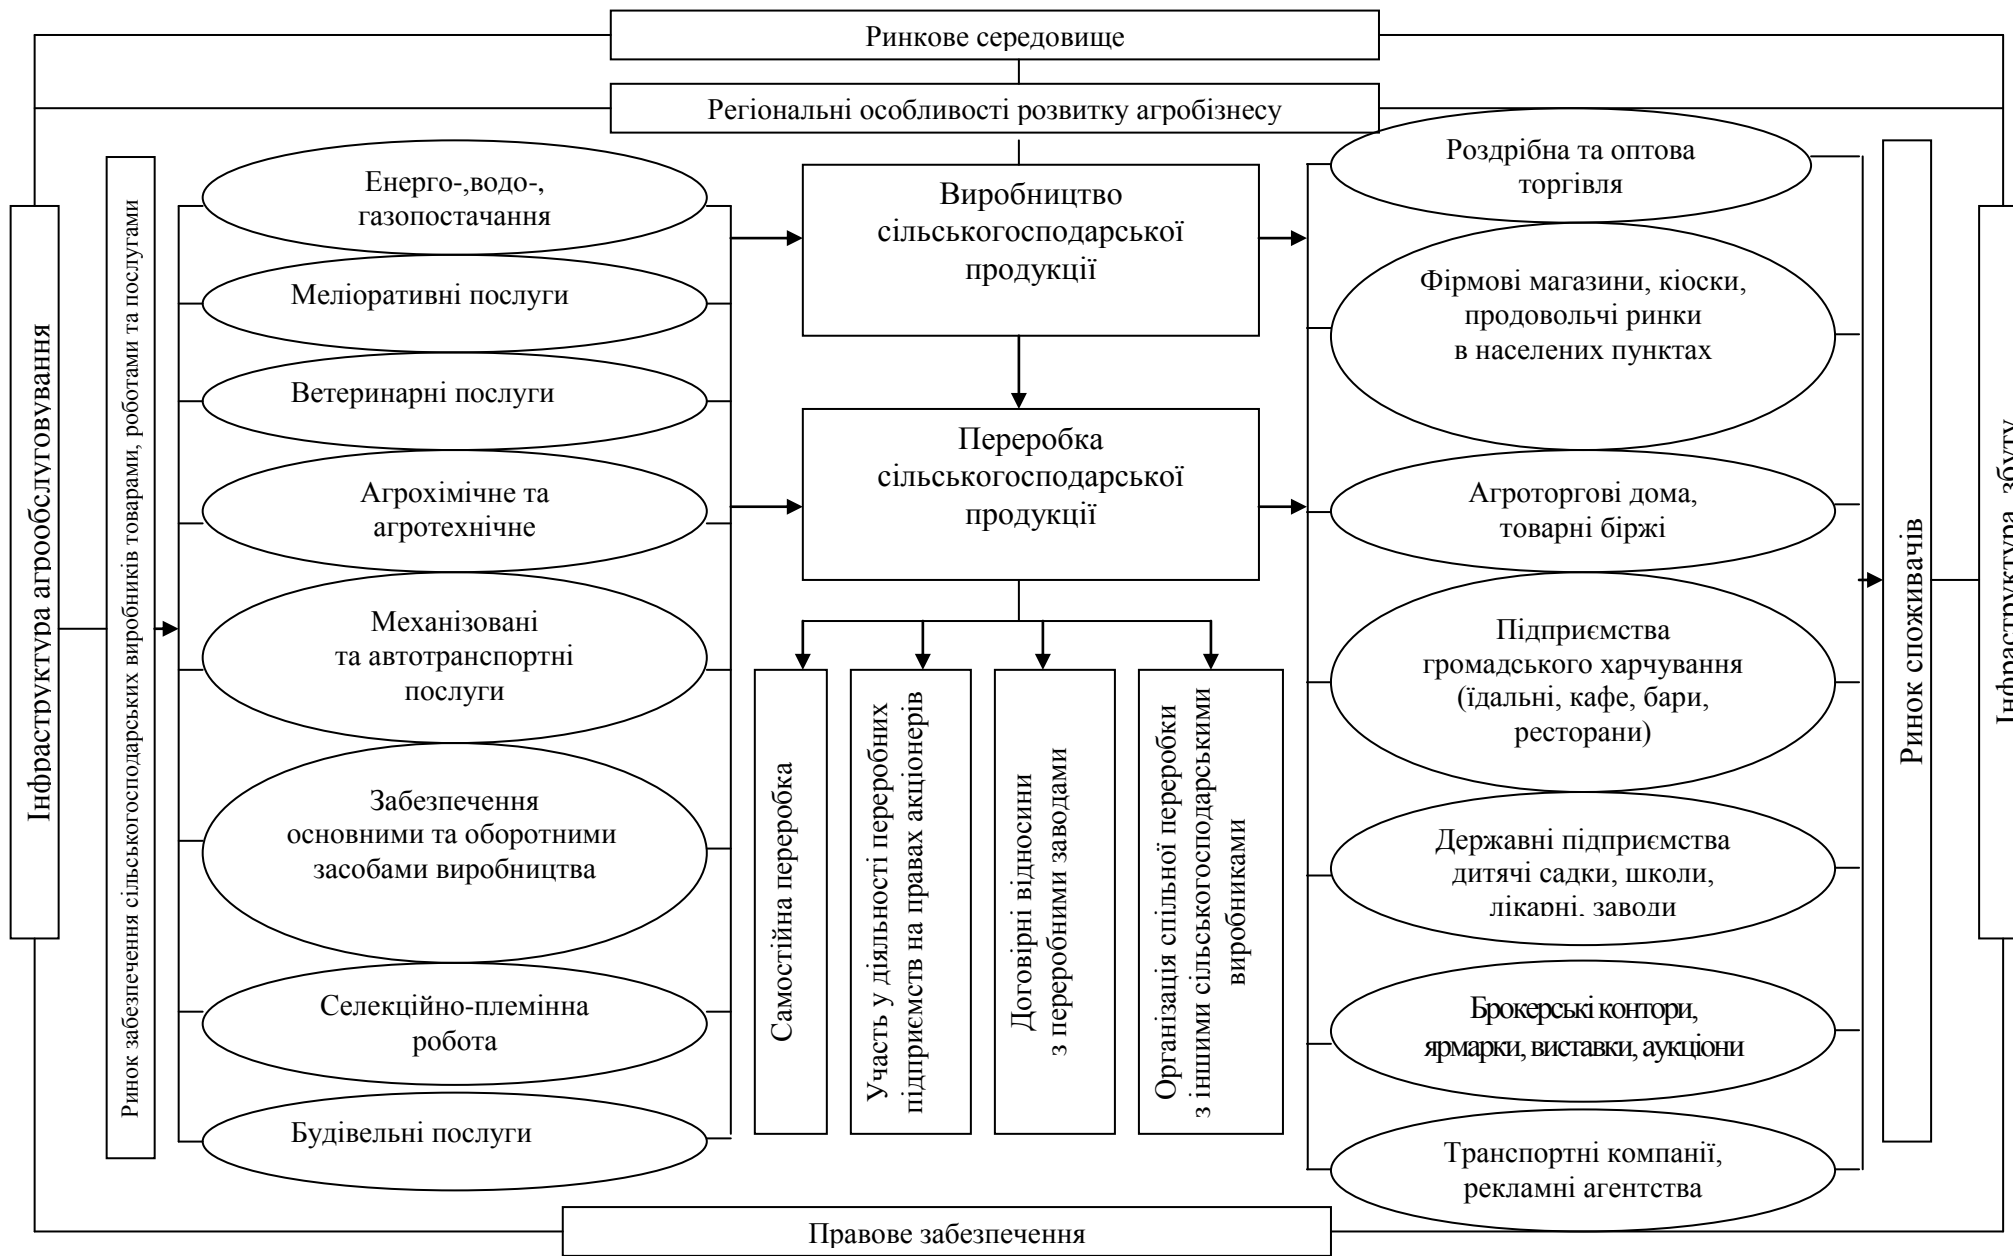 Ринкове середовище
Регіональні особливості розвитку агробізнесу
Інфраструктура агрообслуговування
Ринок забезпечення сільськогосподарських виробників товарами, роботами та послугами
Енерго-,водо-,
газопостачання
Меліоративні послуги
Ветеринарні послуги
Агрохімічне та
агротехнічне
Механізовані
та автотранспортні
послуги
Забезпечення
основними та оборотними
засобами виробництва
Селекційно-племінна
робота
Будівельні послуги
Виробництво
сільськогосподарської
продукції
Переробка
сільськогосподарської
продукції
Самостійна переробка
Участь у діяльності переробних
підприємств на правах акціонерів
Договірні відносини
з переробними заводами
Організація спільної переробки
з іншими сільськогосподарськими
виробниками
Роздрібна та оптова
торгівля
Фірмові магазини, кіоски,
продовольчі ринки
в населених пунктах
Агроторгові дома,
товарні біржі
Підприємства
громадського харчування
(їдальні, кафе, бари,
ресторани)
Державні підприємства
дитячі садки, школи,
лікарні, заводи
Брокерські контори,
ярмарки, виставки, аукціони
Транспортні компанії,
рекламні агентства
Ринок споживачів
Інфраструктура збуту
Правове забезпечення